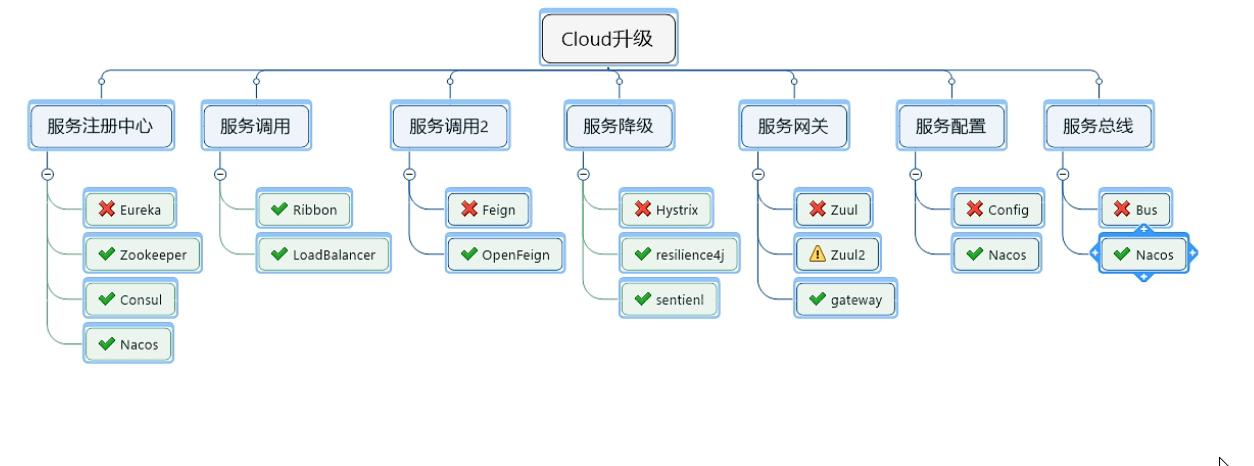 Cloud升级
服务注册中心
Eureka
Zookeeper
Consul
Nacos
服务调用
Ribbon
LoadBalancer
服务调用2
Feign
OpenFeign
服务降级
Hystrix
resilience4j
sentienl
服务网关
Zuul
Zuul2
gateway
服务配置
Config
Nacos
服务总线
Bus
Nacos